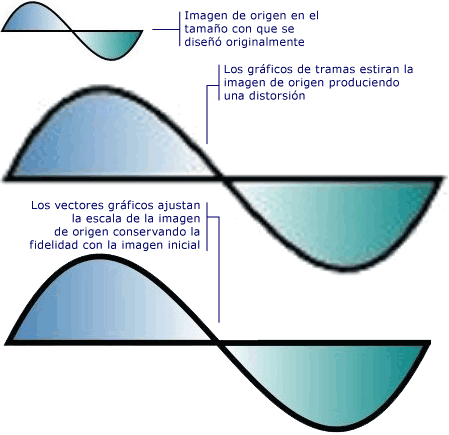 Imagen de origen en el
tamaño con que se
diseñó originalmente
Los gráficos de tramas estiran la
imagen de origen produciendo
una distorsión
Los vectores gráficos ajustan
la escala de la imagen
de origen conservando la
fidelidad con la imagen inicial